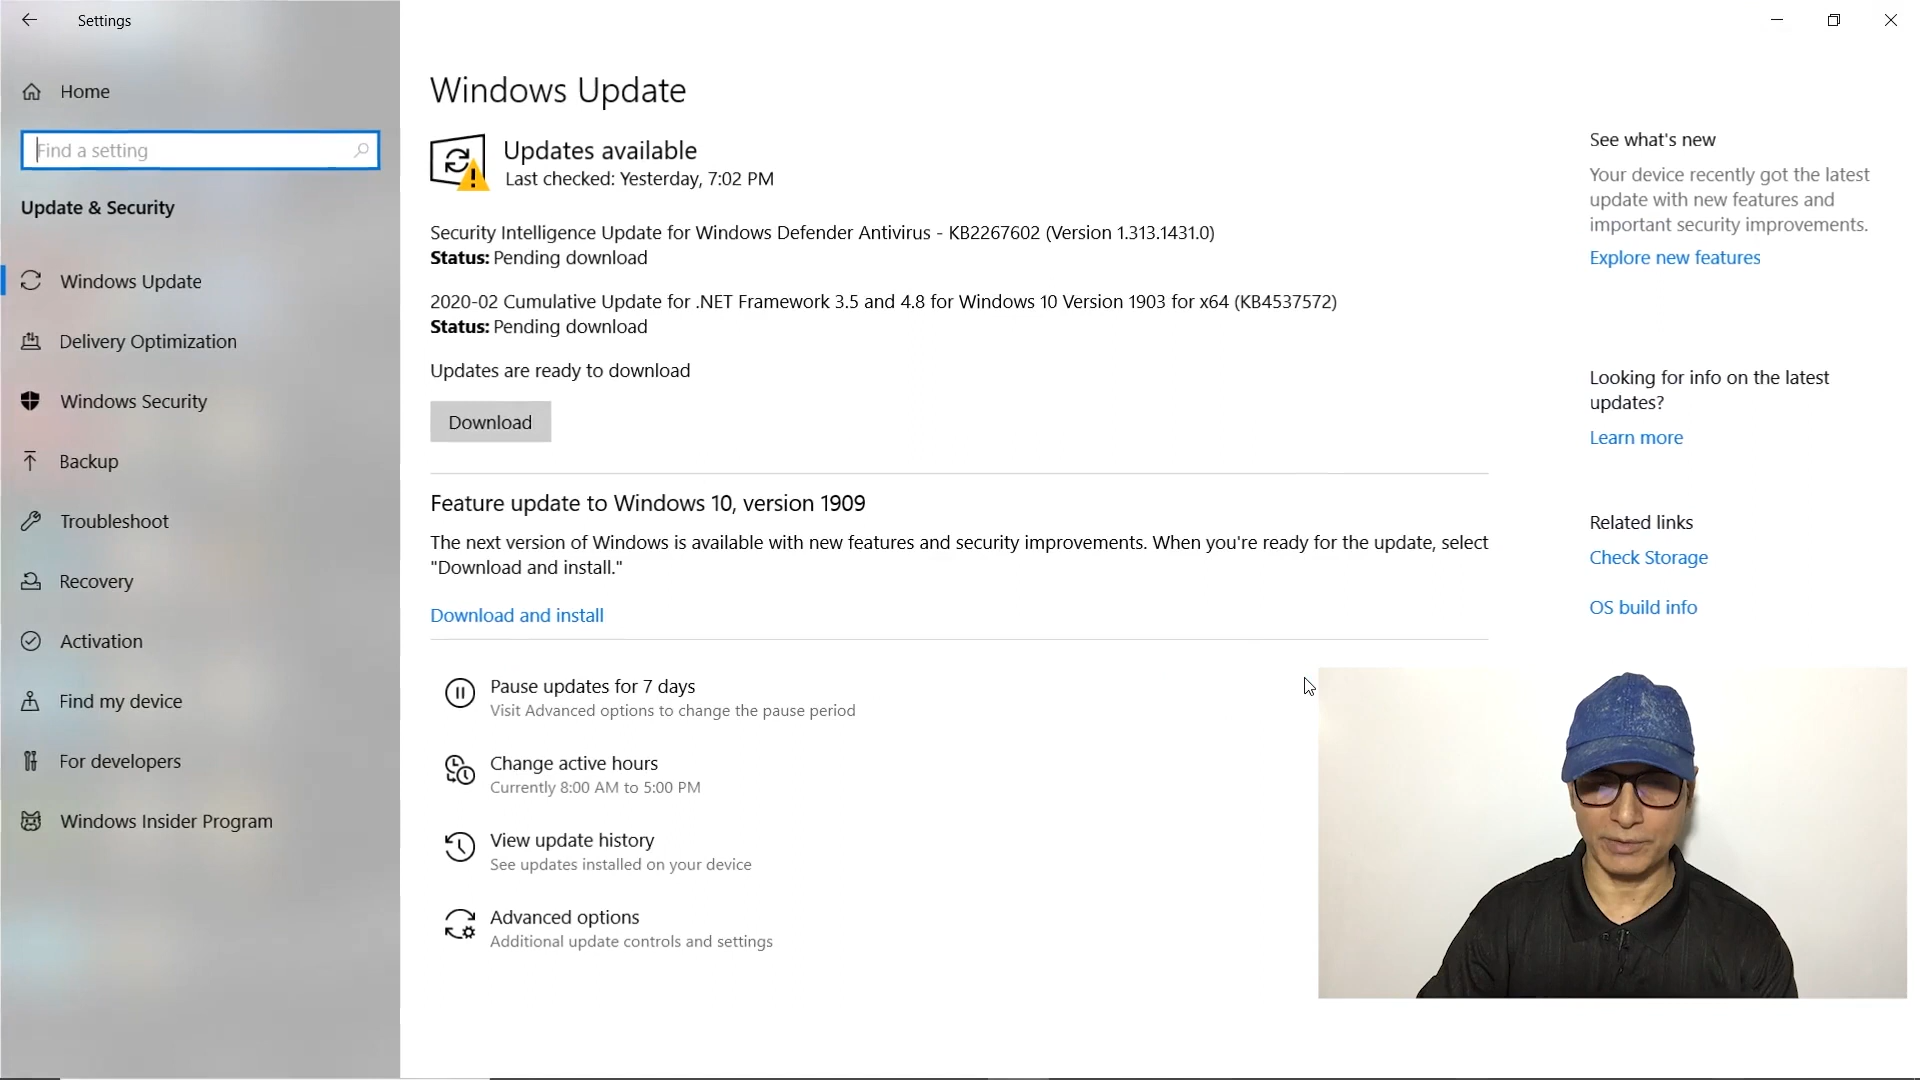 Settings
Home
Find a setting
Update & Security
Windows Update
Delivery Optimization
Windows Security
Backup
Troubleshoot
Recovery
Activation
Find my device
For developers
Windows Insider Program
Windows Update
Updates available
Last checked: Yesterday, 7:02 PM
Security Intelligence Update for Windows Defender Antivirus - KB2267602 (Version 1.313.1431.0)
Status: Pending download
2020-02 Cumulative Update for .NET Framework 3.5 and 4.8 for Windows 10 Version 1903 for x64 (KB4537572)
Status: Pending download
Updates are ready to download
Download
Feature update to Windows 10, version 1909
The next version of Windows is available with new features and security improvements. When you're ready for the update, select
"Download and install."
Download and install
Pause updates for 7 days
Visit Advanced options to change the pause period
Change active hours
Currently 8:00 AM to 5:00 PM
View update history
See updates installed on your device
Advanced options
Additional update controls and settings
See what's new
Your device recently got the latest
update with new features and
important security improvements.
Explore new features
Looking for info on the latest
updates?
Learn more
Related links
Check Storage
OS build info